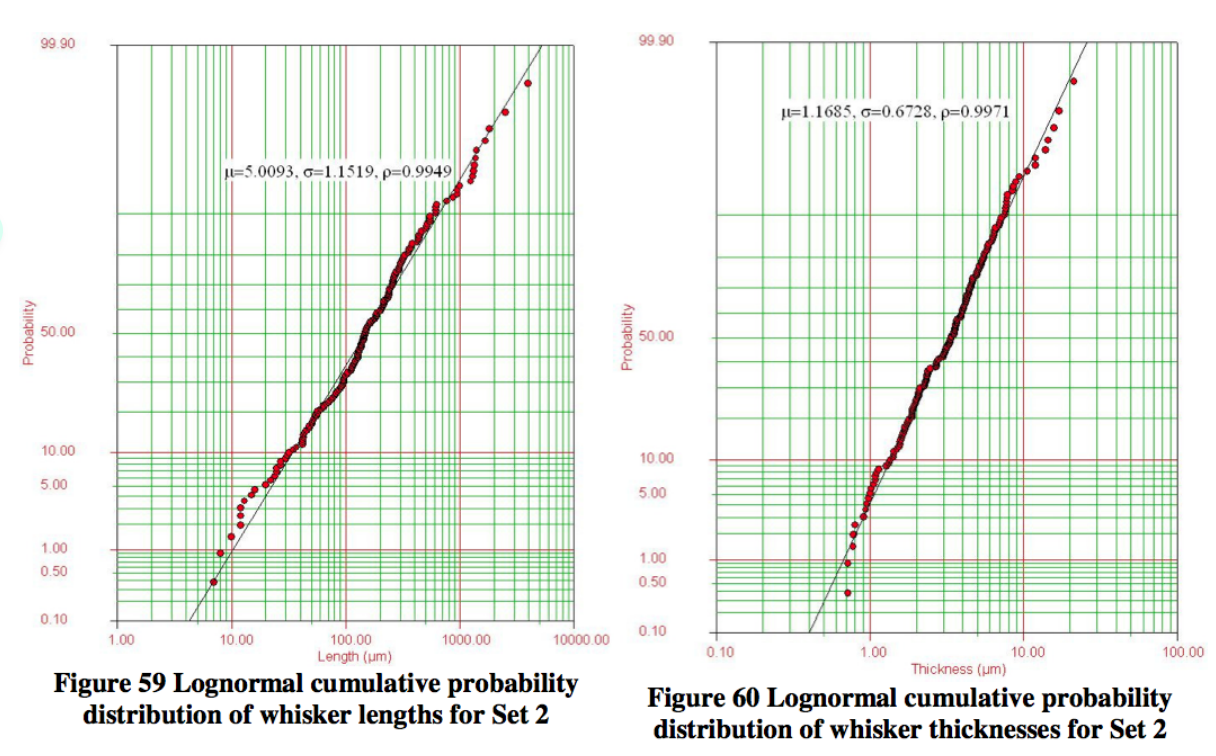 99.90
μ=5.0093, σ=1.1519, ρ=0.9949
Probability
50.00
10.00
5.00
1.00
0.50
0.10
1.00 10.00 100.00 1000.00 10000.00
Length (μm)
Figure 59 Lognormal cumulative probability
distribution of whisker lengths for Set 2
99.90
μ=1.1685, σ=0.6728, ρ=0.9971
Probability
50.00
10.00
5.00
1.00
0.50
0.10
0.10 1.00 10.00 100.00
Thickness (μm)
Figure 60 Lognormal cumulative probability
distribution of whisker thicknesses for Set 2